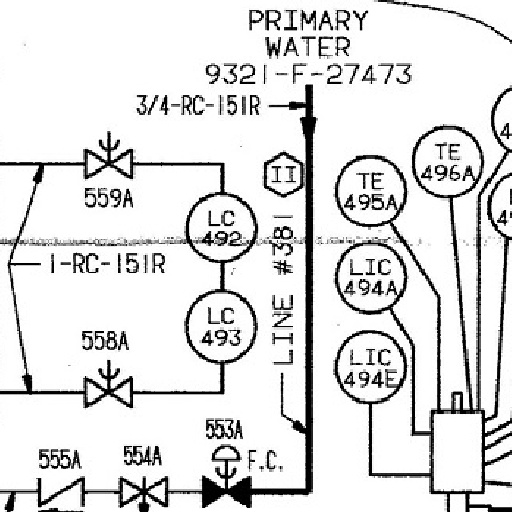 PRIMARY
WATER
9321-F-27473
3/4-RC-151R
559A
II
TE
495A
TE
496A
LC
492
LINE #381
1-RC-151R
LIC
494A
LC
493
558A
LIC
494E
553A
F.C.
555A
554A